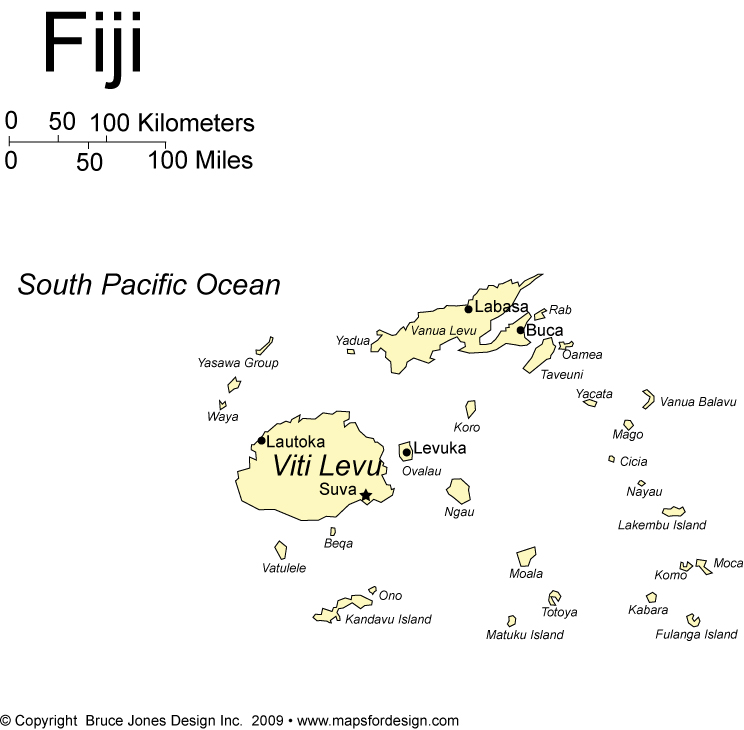 Fiji
0 50 100 Kilometers
0 50 100 Miles
South Pacific Ocean
Labasa
Rab
Vanua Levu
Buca
Yadua
Oamea
Yasawa Group
Taveuni
Yacata
Vanua Balavu
Waya
Koro
Mago
Lautoka
Levuka
Viti Levu
Ovalau
Cicia
Suva
Nayau
Ngau
Lakembu Island
Beqa
Vatulele
Moala
Moca
Komo
Ono
Totoya
Kabara
Kandavu Island
Matuku Island
Fulanga Island
© Copyright Bruce Jones Design Inc. 2009 • www.mapsfordesign.com